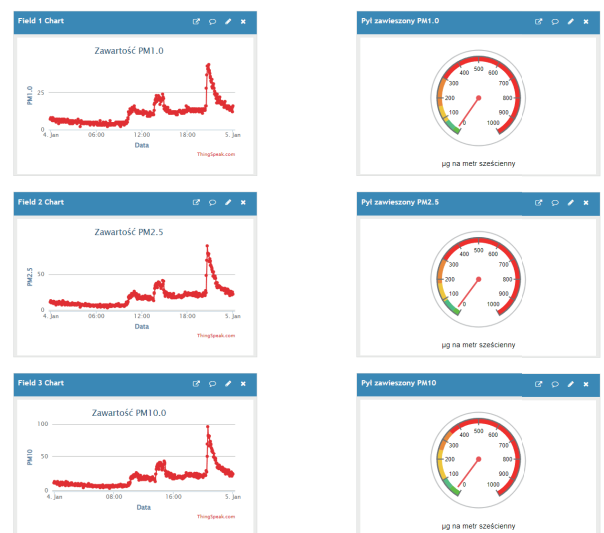 Field 1 Chart
Zawartość PM1.0
PM1.0
25
0
4. Jan 06:00 12:00 18:00 5. Jan
Data
ThingSpeak.com
Pył zawieszony PM1.0
0 100 200 300 400 500 600 700 800 900 1000
µg na metr sześcienny
Field 2 Chart
Zawartość PM2.5
PM2.5
50
0
4. Jan 06:00 12:00 18:00 5. Jan
Data
ThingSpeak.com
Pył zawieszony PM2.5
0 100 200 300 400 500 600 700 800 900 1000
µg na metr sześcienny
Field 3 Chart
Zawartość PM10.0
PM10
100
50
0
4. Jan 08:00 16:00 5. Jan
Data
ThingSpeak.com
Pył zawieszony PM10
0 100 200 300 400 500 600 700 800 900 1000
µg na metr sześcienny